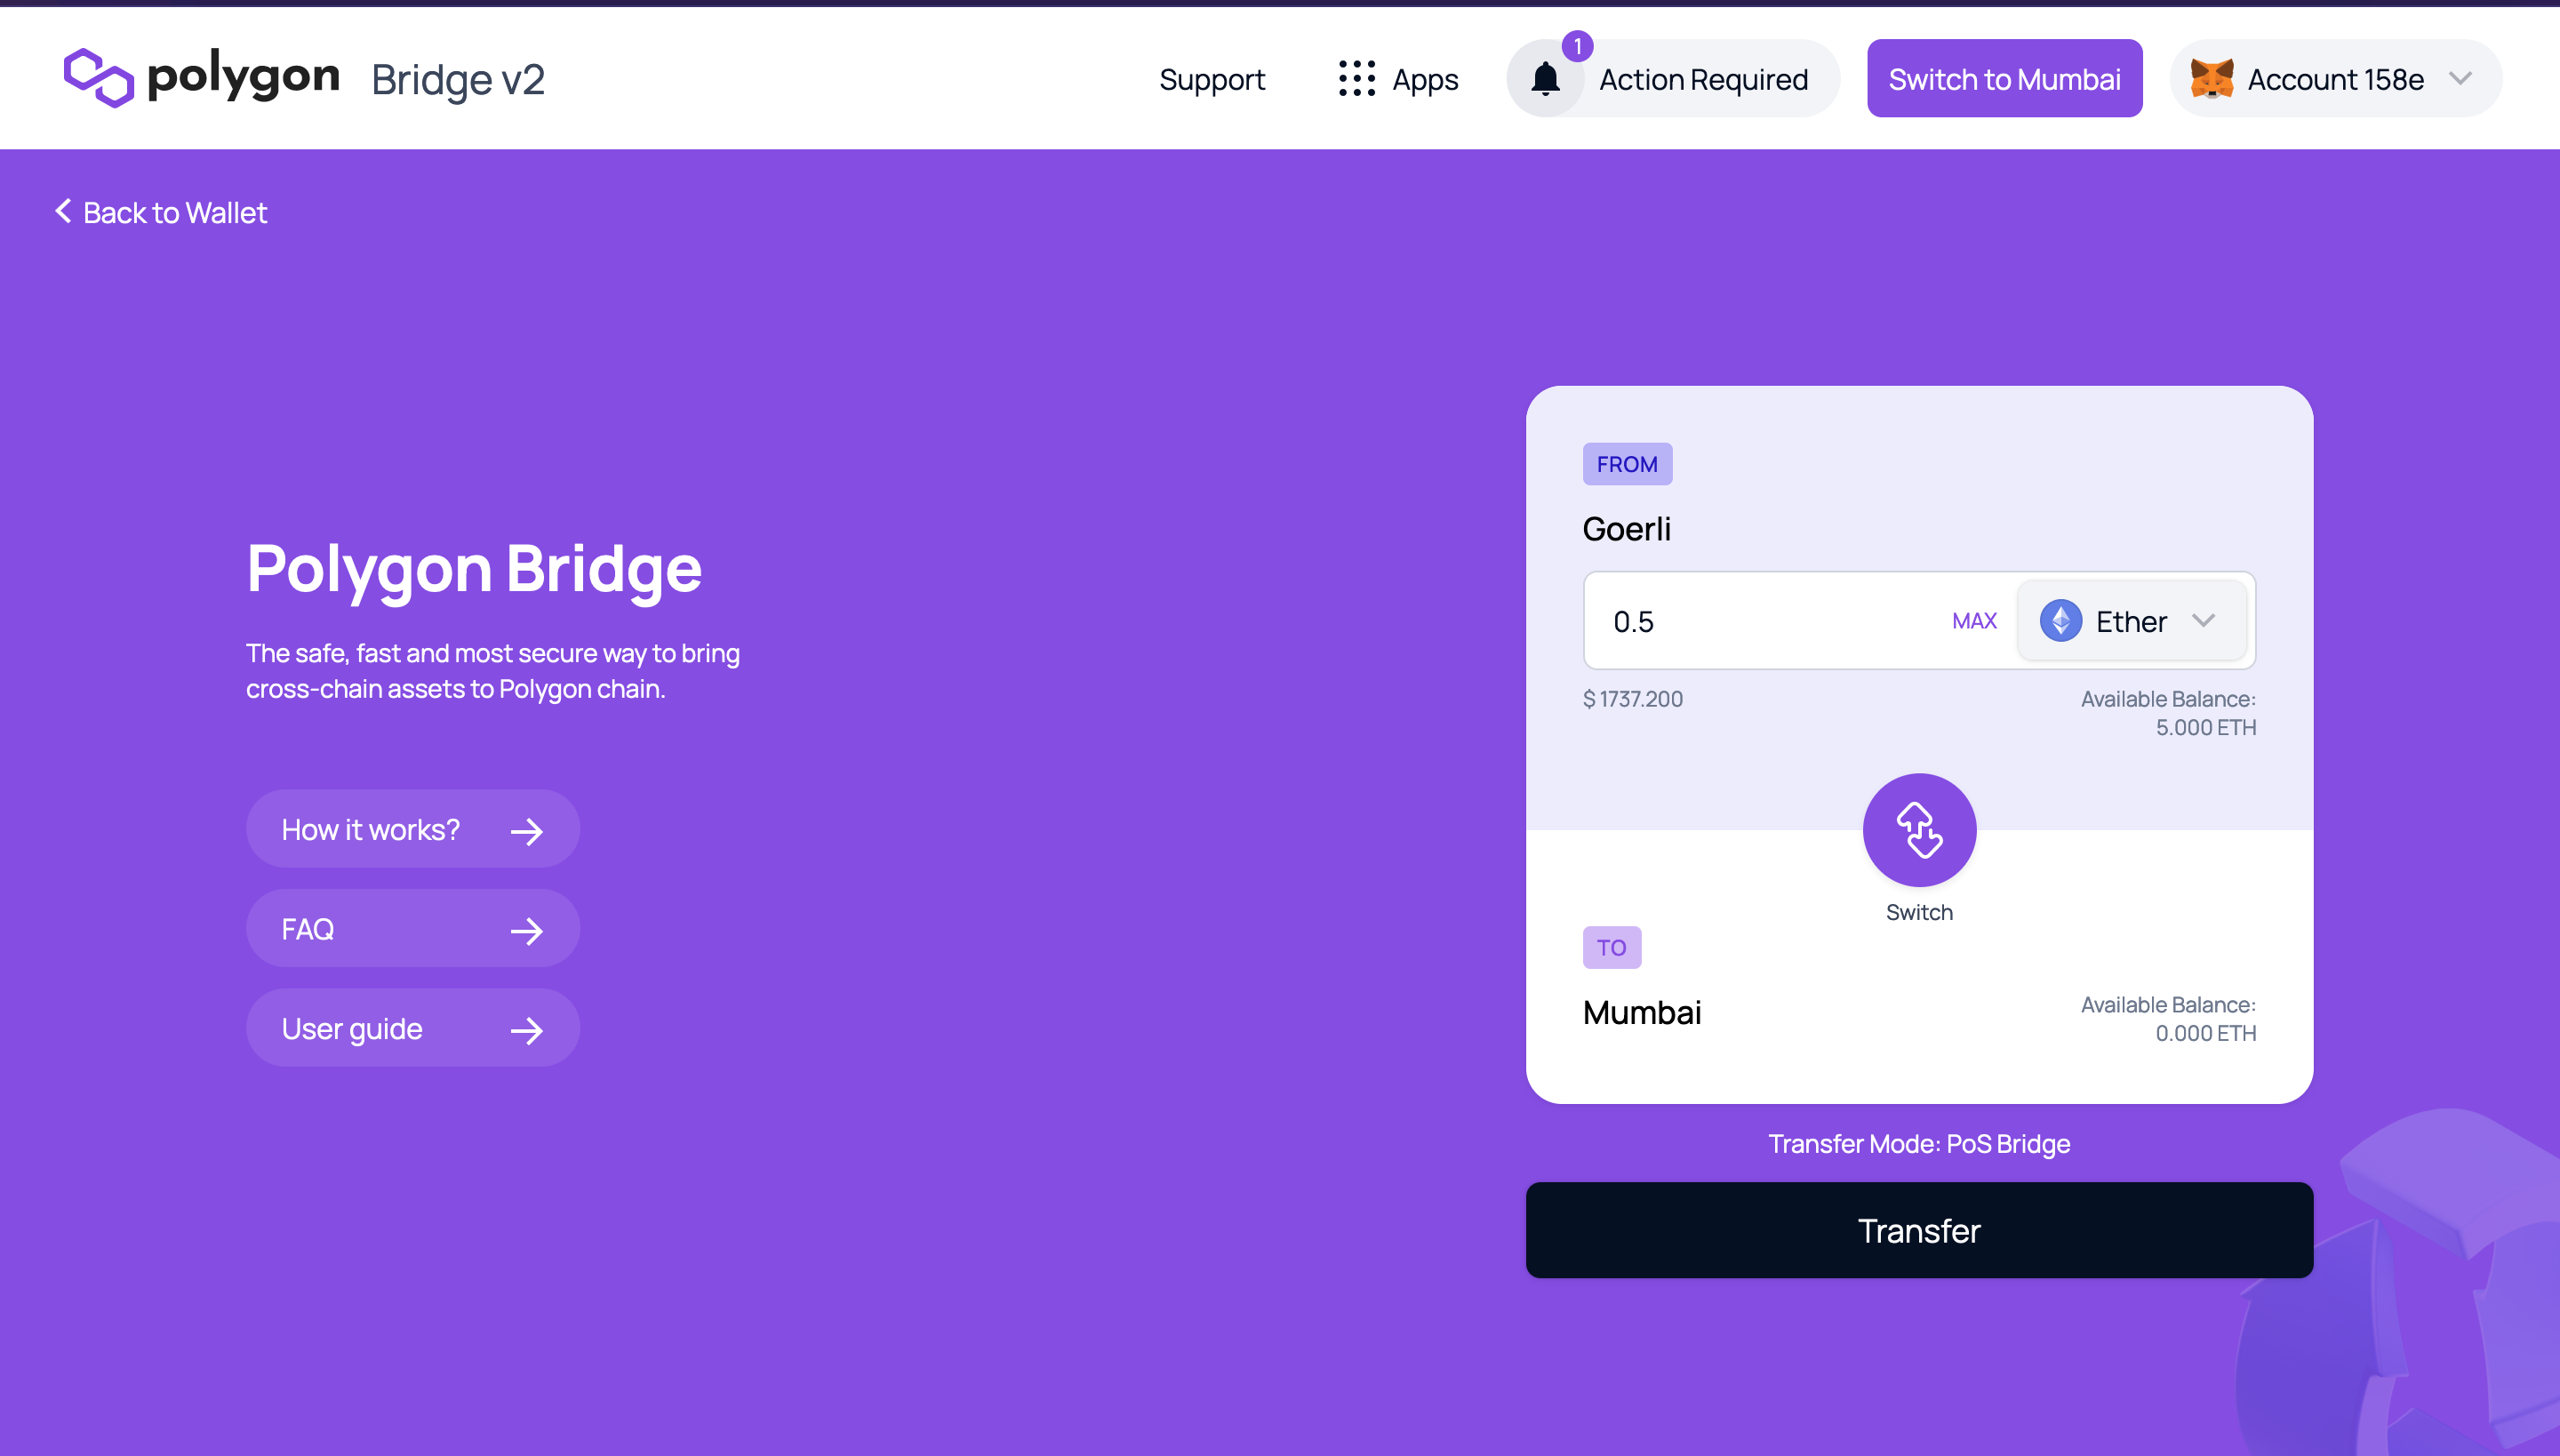 polygon Bridge v2
Support
Apps
1
Action Required
Switch to Mumbai
Account 158e
Back to Wallet
Polygon Bridge
The safe, fast and most secure way to bring
cross-chain assets to Polygon chain.
How it works?
FAQ
User guide
FROM
Goerli
0.5
MAX
Ether
$ 1737.200
Available Balance:
5.000 ETH
Switch
TO
Mumbai
Available Balance:
0.000 ETH
Transfer Mode: PoS Bridge
Transfer